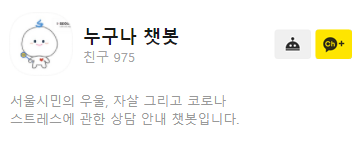 누구나 챗봇
친구 975
Ch+
서울시민의 우울, 자살 그리고 코로나
스트레스에 관한 상담 안내 챗봇입니다.